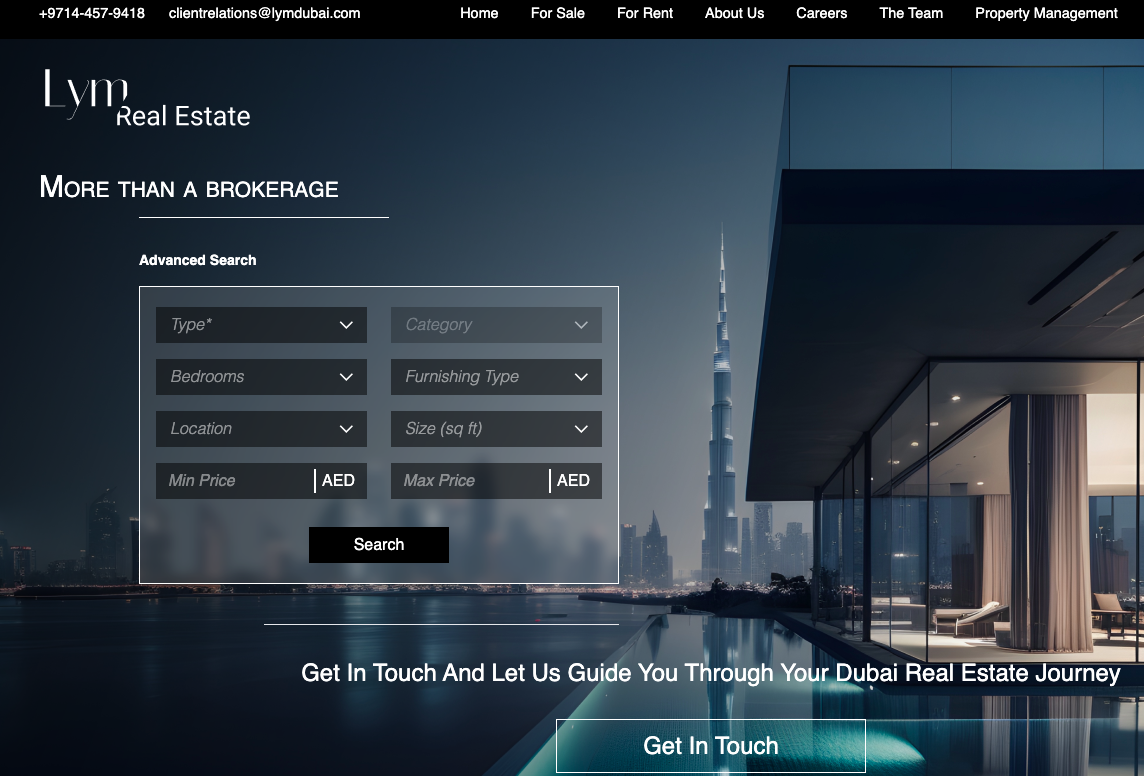 +9714-457-9418 clientrelations@lymdubai.com Home For Sale For Rent About Us Careers The Team Property Management
Lym
Real Estate
More than a brokerage
Advanced Search
Type* Category
Bedrooms Furnishing Type
Location Size (sq ft)
Min Price AED Max Price AED
Search
Get In Touch And Let Us Guide You Through Your Dubai Real Estate Journey
Get In Touch